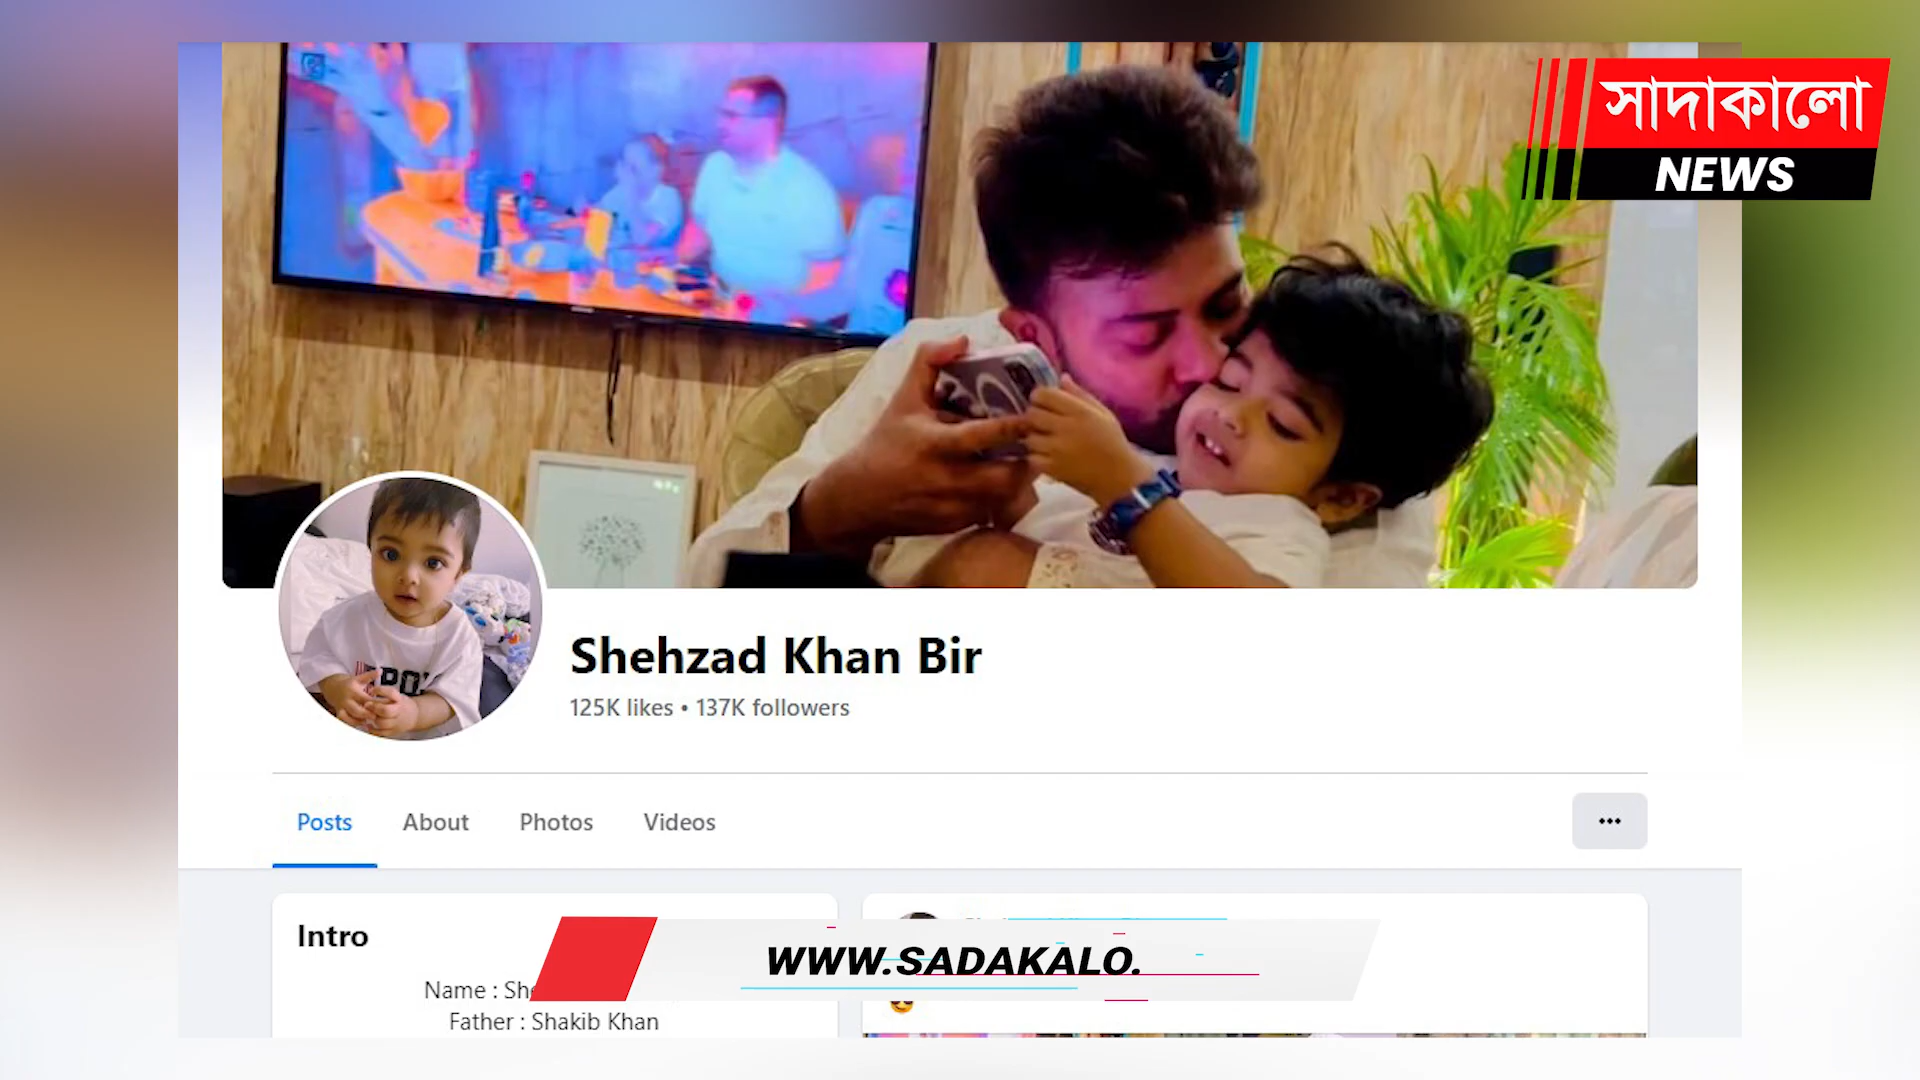 সাদাকালো
NEWS
Shehzad Khan Bir
125K likes • 137K followers
Posts
About
Photos
Videos
Intro
Name :
Father : Shakib Khan
WWW.SADAKALO.